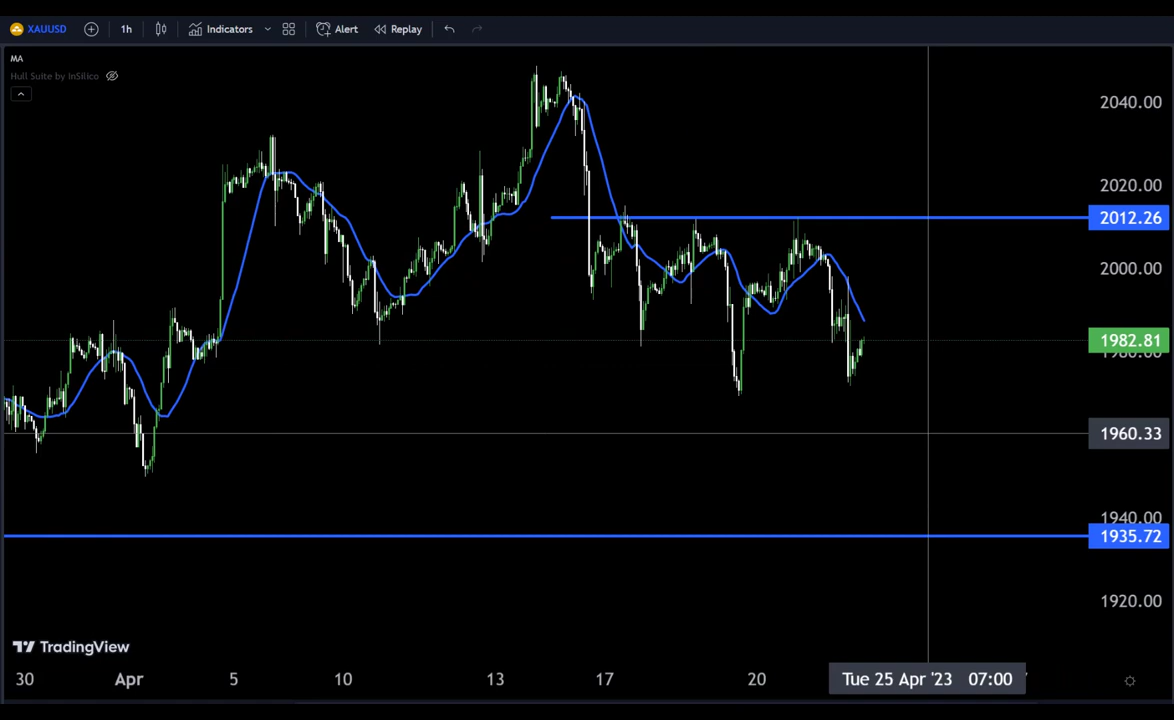 XAUUSD 1h Indicators Alert Replay
MA
Hull Suite by InSilico
2040.00
2020.00
2012.26
2000.00
1982.81
1980.00
1960.33
1940.00
1935.72
1920.00
TradingView
30 Apr 5 10 13 17 20 Tue 25 Apr '23 07:00